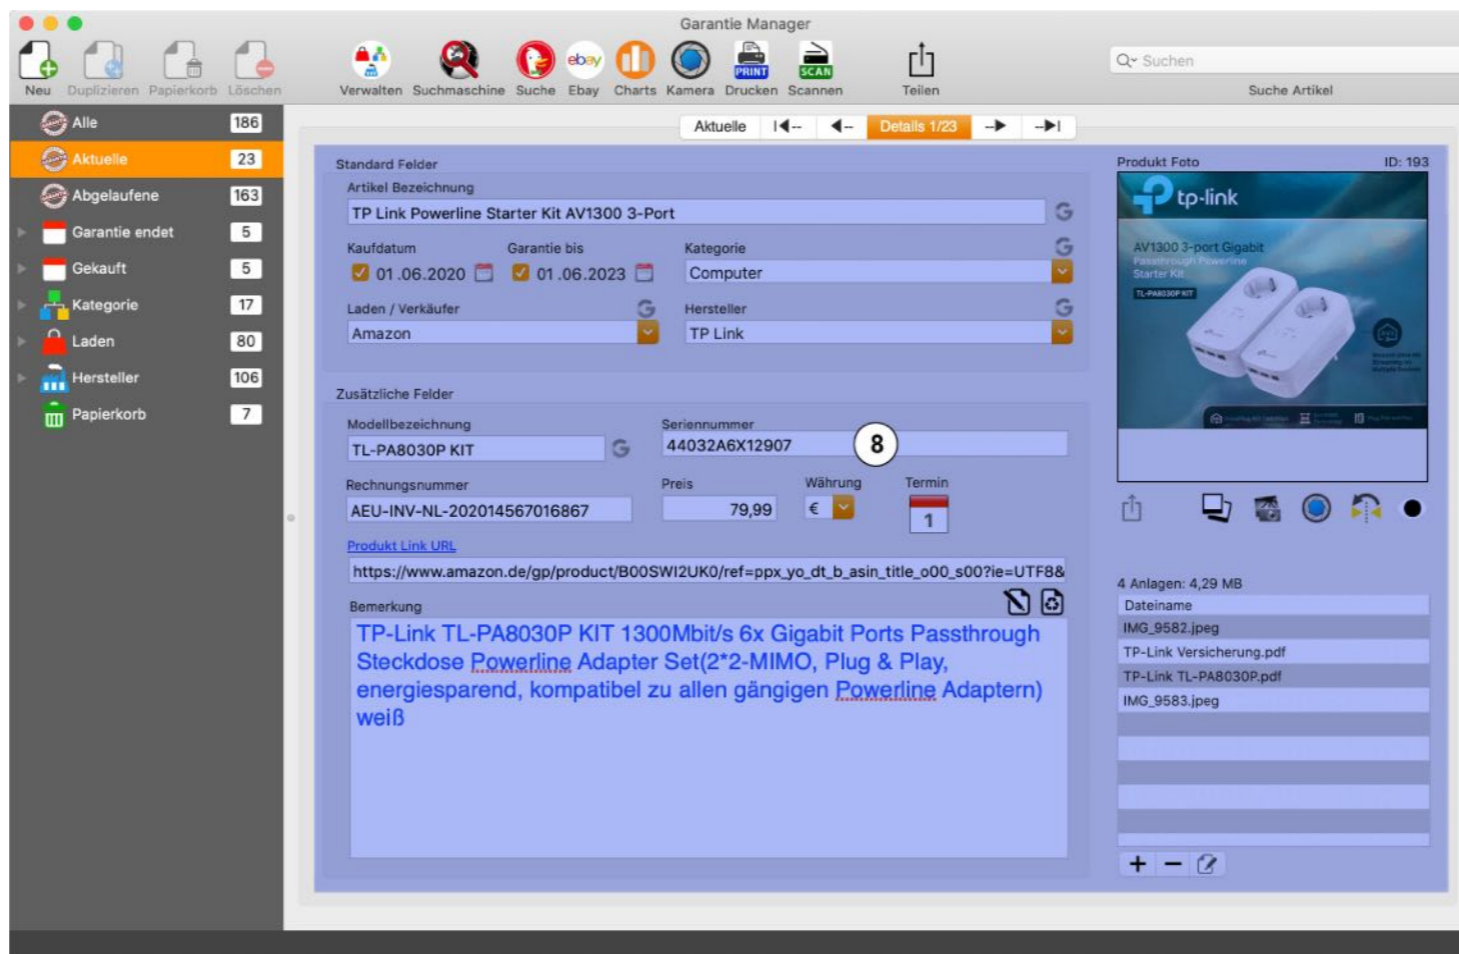 Garantie Manager
Neu Duplizieren Papierkorb Löschen Verwalten Suchmaschine Suche Ebay Charts Kamera Drucken Scannen Teilen
ebay PRINT SCAN
Suchen
Suche Artikel
Alle 186
Aktuelle 23
Abgelaufene 163
Garantie endet 5
Gekauft 5
Kategorie 17
Laden 80
Hersteller 106
Papierkorb 7
Aktuelle Details 1/23
Standard Felder
Artikel Bezeichnung
TP Link Powerline Starter Kit AV1300 3-Port
Kaufdatum Garantie bis Kategorie
01.06.2020 01.06.2023 Computer
Laden / Verkäufer Hersteller
Amazon TP Link
Zusätzliche Felder
Modellbezeichnung Seriennummer
TL-PA8030P KIT 44032A6X12907 8
Rechnungsnummer Preis Währung Termin
AEU-INV-NL-202014567016867 79,99 € 1
Produkt Link URL
https://www.amazon.de/gp/product/B00SWI2UK0/ref=ppx_yo_dt_b_asin_title_o00_s00?ie=UTF8&
Bemerkung
TP-Link TL-PA8030P KIT 1300Mbit/s 6x Gigabit Ports Passthrough
Steckdose Powerline Adapter Set(2*2-MIMO, Plug & Play,
energiesparend, kompatibel zu allen gängigen Powerline Adaptern)
weiß
Produkt Foto ID: 193
tp-link
AV1300 3-port Gigabit
Passthrough Powerline
Starter Kit
TL-PA8030P KIT
4 Anlagen: 4,29 MB
Dateiname
IMG_9582.jpeg
TP-Link Versicherung.pdf
TP-Link TL-PA8030P.pdf
IMG_9583.jpeg